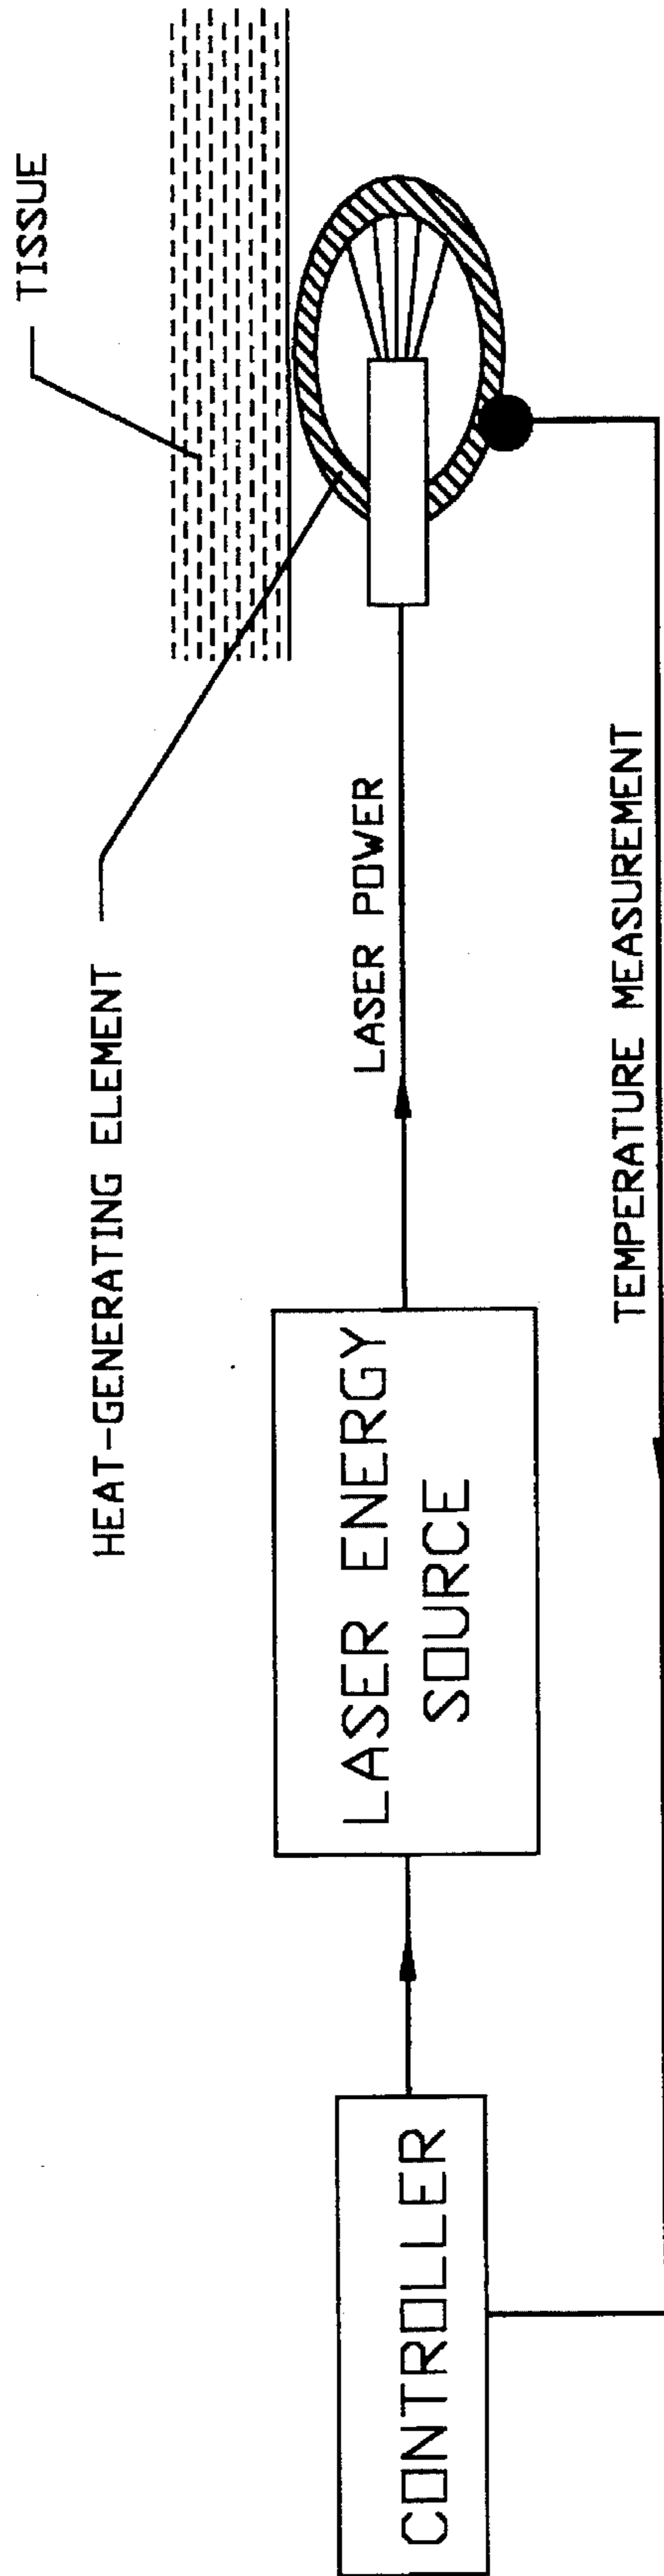 TISSUE
HEAT-GENERATING ELEMENT
LASER POWER
TEMPERATURE MEASUREMENT
LASER ENERGY
SOURCE
CONTROLLER